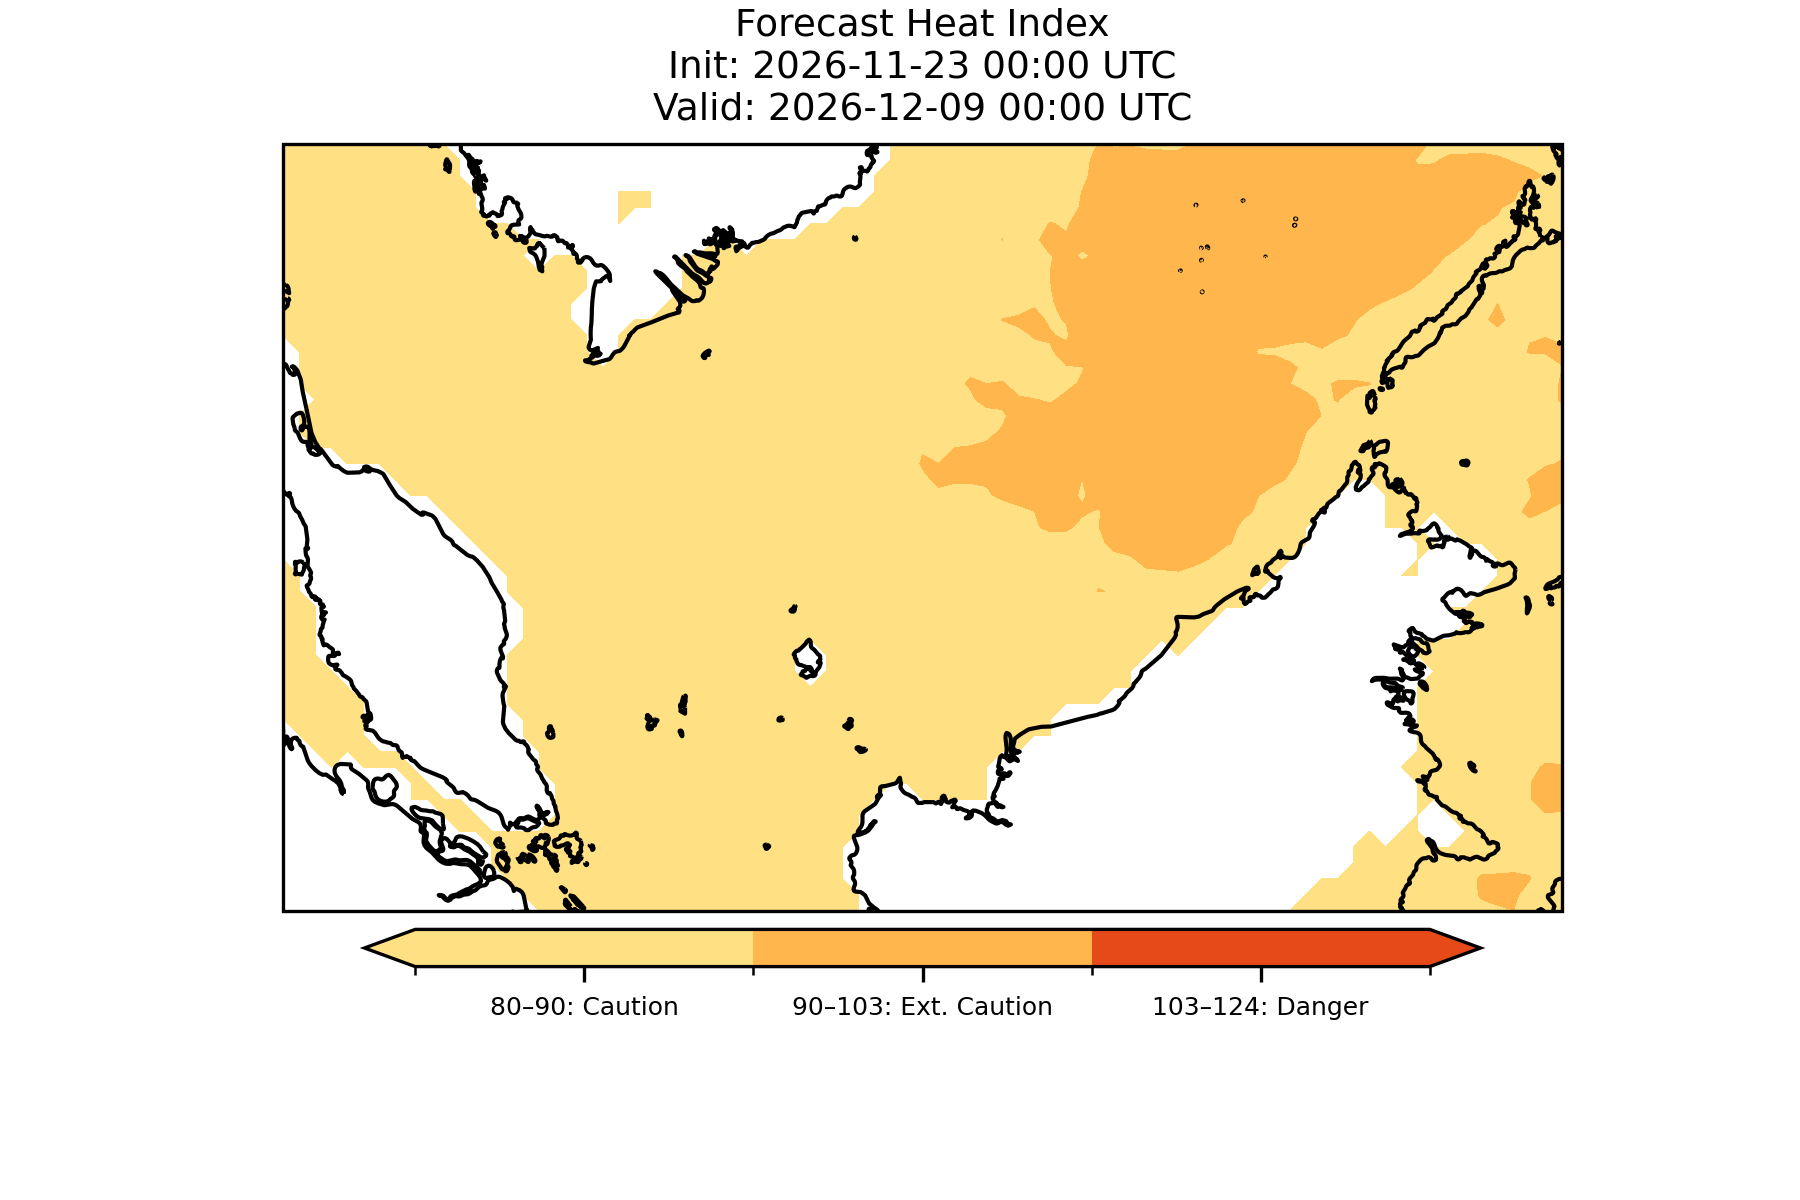 Forecast Heat Index
Init: 2026-11-23 00:00 UTC
Valid: 2026-12-09 00:00 UTC
80–90: Caution
90–103: Ext. Caution
103–124: Danger